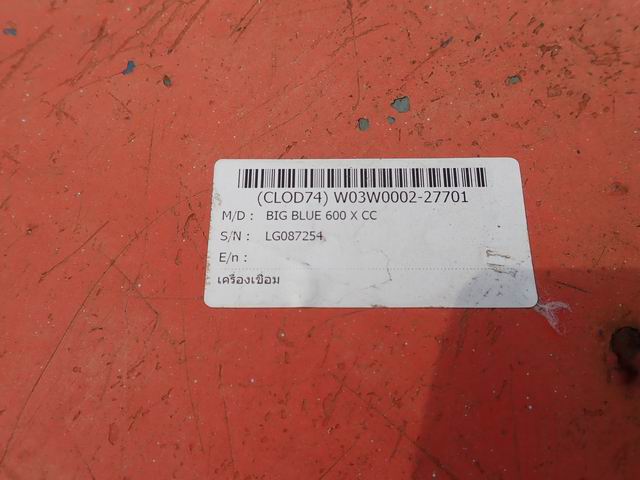 (CLOD74) W03W0002-27701
M/D : BIG BLUE 600 X CC
S/N : LG087254
E/n :
เครื่องเชื่อม